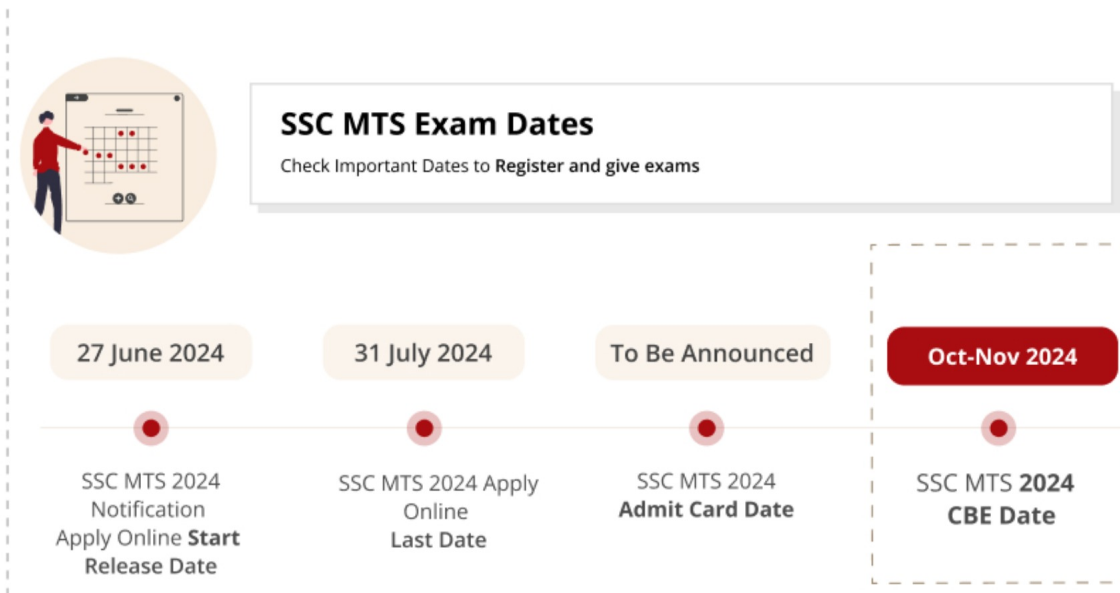 SSC MTS Exam Dates
Check Important Dates to Register and give exams
27 June 2024
SSC MTS 2024
Notification
Apply Online Start
Release Date
31 July 2024
SSC MTS 2024 Apply
Online
Last Date
To Be Announced
SSC MTS 2024
Admit Card Date
Oct-Nov 2024
SSC MTS 2024
CBE Date